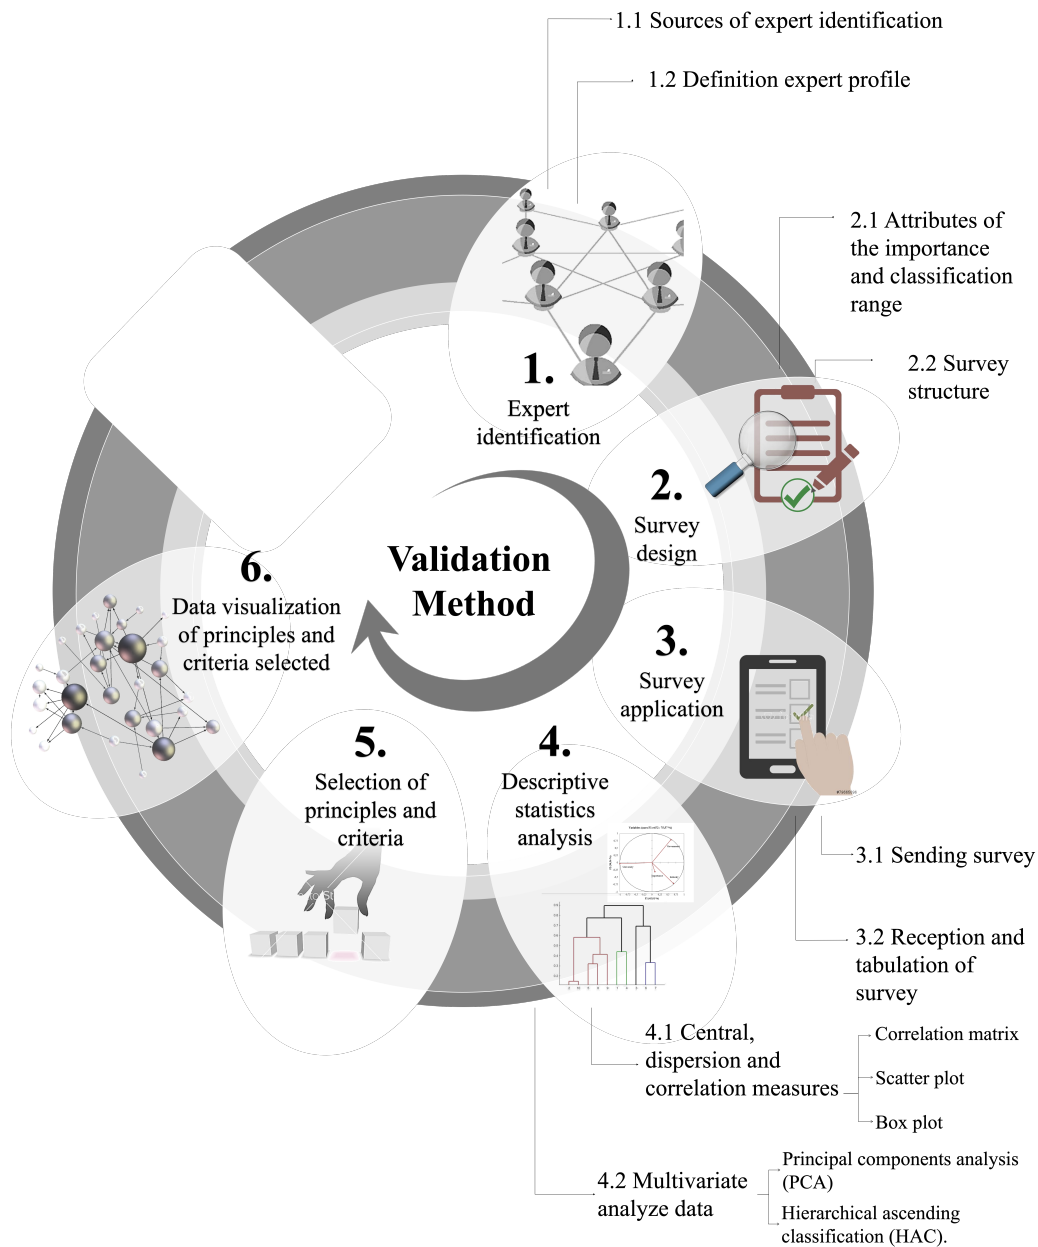 1.1 Sources of expert identification
1.2 Definition expert profile
2.1 Attributes of
the importance
and classification
range
2.2 Survey
structure
1.
Expert
identification
2.
Survey
design
Validation
Method
3.
Survey
application
3.1 Sending survey
3.2 Reception and
tabulation of
survey
4.
Descriptive
statistics
analysis
4.1 Central,
dispersion and
correlation measures
Correlation matrix
Scatter plot
Box plot
4.2 Multivariate
analyze data
Principal components analysis
(PCA)
Hierarchical ascending
classification (HAC).
5.
Selection of
principles and
criteria
6.
Data visualization
of principles and
criteria selected